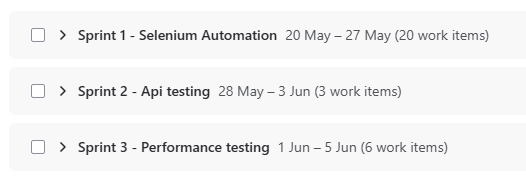 Sprint 1 - Selenium Automation 20 May – 27 May (20 work items)
Sprint 2 - Api testing 28 May – 3 Jun (3 work items)
Sprint 3 - Performance testing 1 Jun – 5 Jun (6 work items)